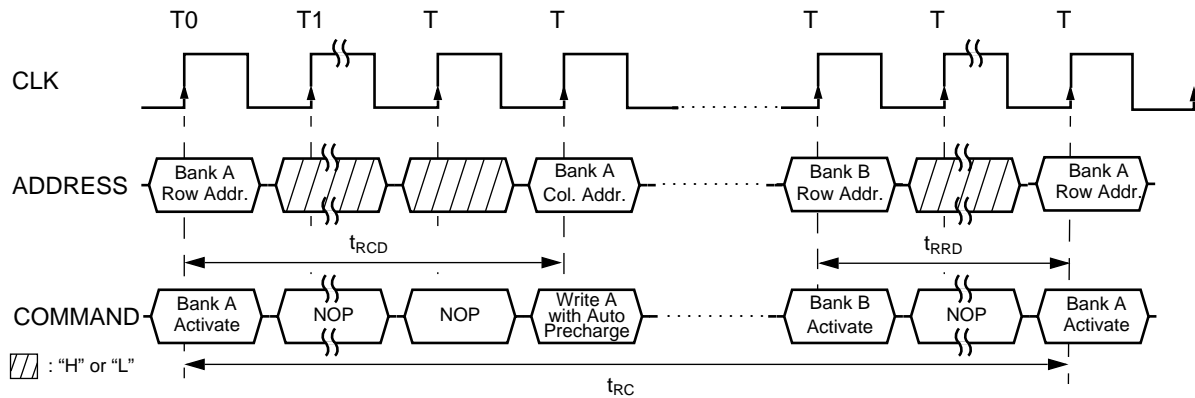 T0 T1 T T T T T
CLK
ADDRESS
Bank A
Row Addr.
Bank A
Col. Addr.
Bank B
Row Addr.
Bank A
Row Addr.
tRCD
tRRD
COMMAND
Bank A
Activate
NOP
NOP
Write A
with Auto
Precharge
Bank B
Activate
NOP
Bank A
Activate
: “H” or “L”
tRC